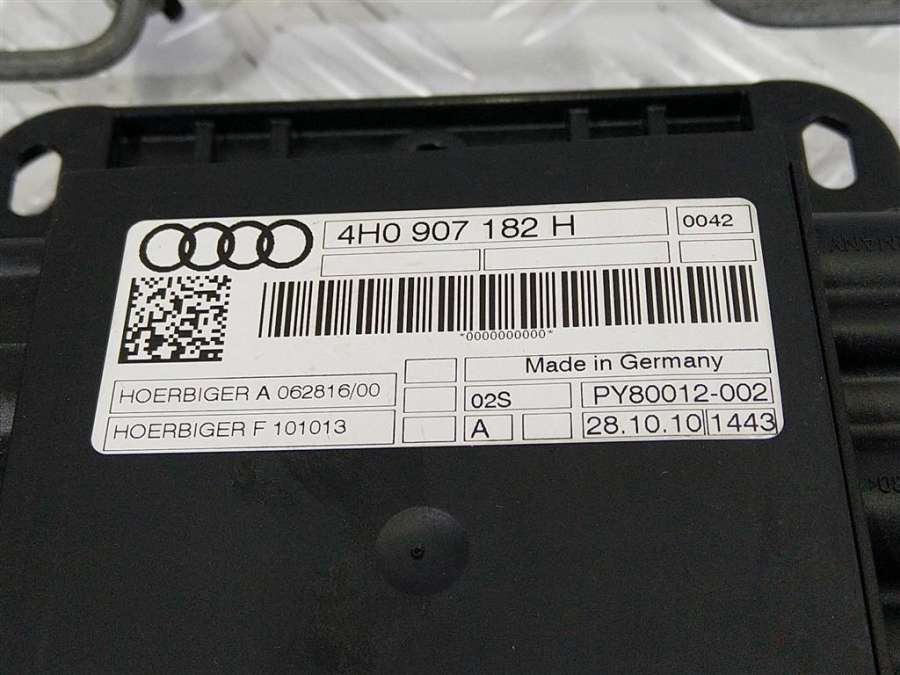 4H0 907 182 H 0042
*0000000000*
Made in Germany
HOERBIGER A 062816/00 02S PY80012-002
HOERBIGER F 101013 A 28.10.10 1443